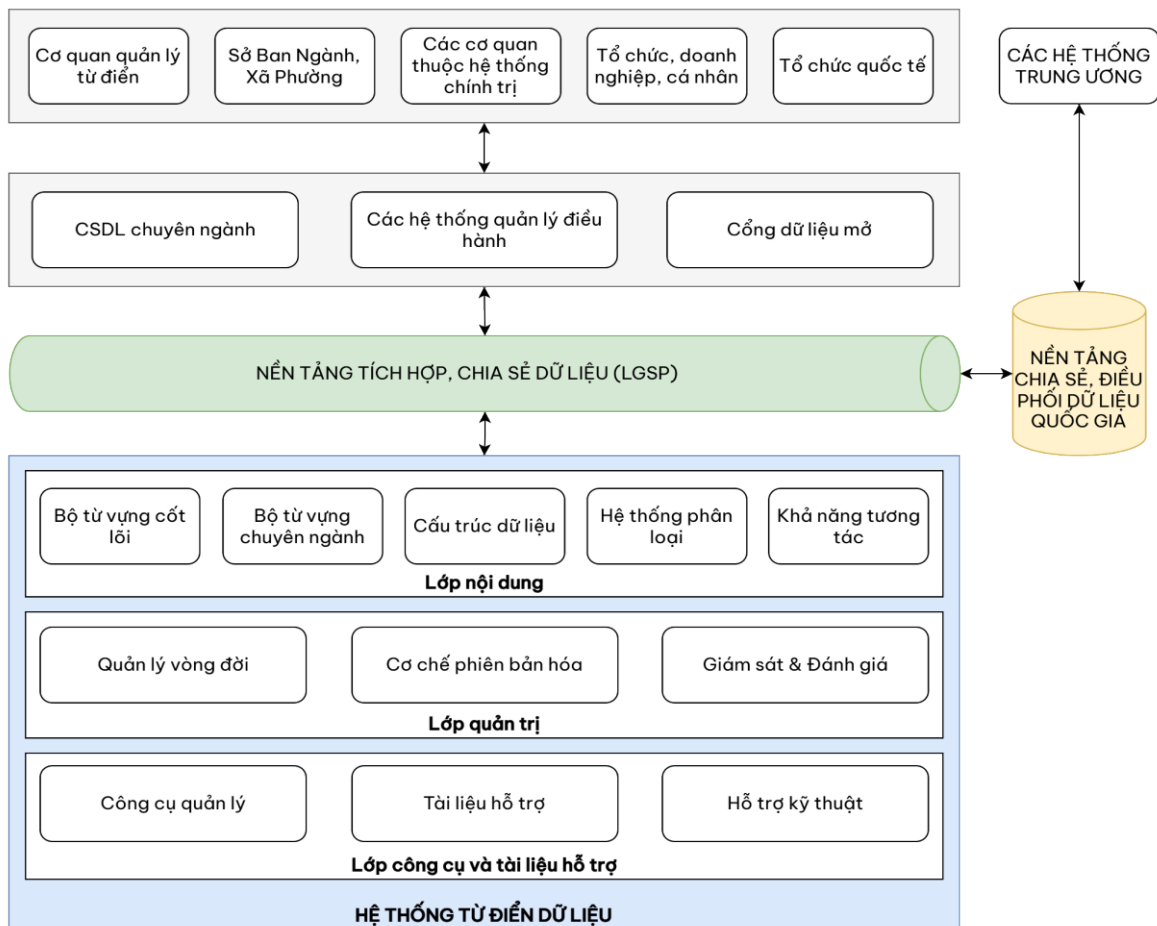 Cơ quan quản lý
từ điển
Sở Ban Ngành,
Xã Phường
Các cơ quan
thuộc hệ thống
chính trị
Tổ chức, doanh
nghiệp, cá nhân
Tổ chức quốc tế
CÁC HỆ THỐNG
TRUNG ƯƠNG
CSDL chuyên ngành
Các hệ thống quản lý điều
hành
Cổng dữ liệu mở
NỀN TẢNG TÍCH HỢP, CHIA SẺ DỮ LIỆU (LGSP)
NỀN TẢNG
CHIA SẺ, ĐIỀU
PHỐI DỮ LIỆU
QUỐC GIA
Bộ từ vựng cốt
lõi
Bộ từ vựng
chuyên ngành
Cấu trúc dữ liệu
Hệ thống phân
loại
Khả năng tương
tác
Lớp nội dung
Quản lý vòng đời
Cơ chế phiên bản hóa
Giám sát & Đánh giá
Lớp quản trị
Công cụ quản lý
Tài liệu hỗ trợ
Hỗ trợ kỹ thuật
Lớp công cụ và tài liệu hỗ trợ
HỆ THỐNG TỪ ĐIỂN DỮ LIỆU